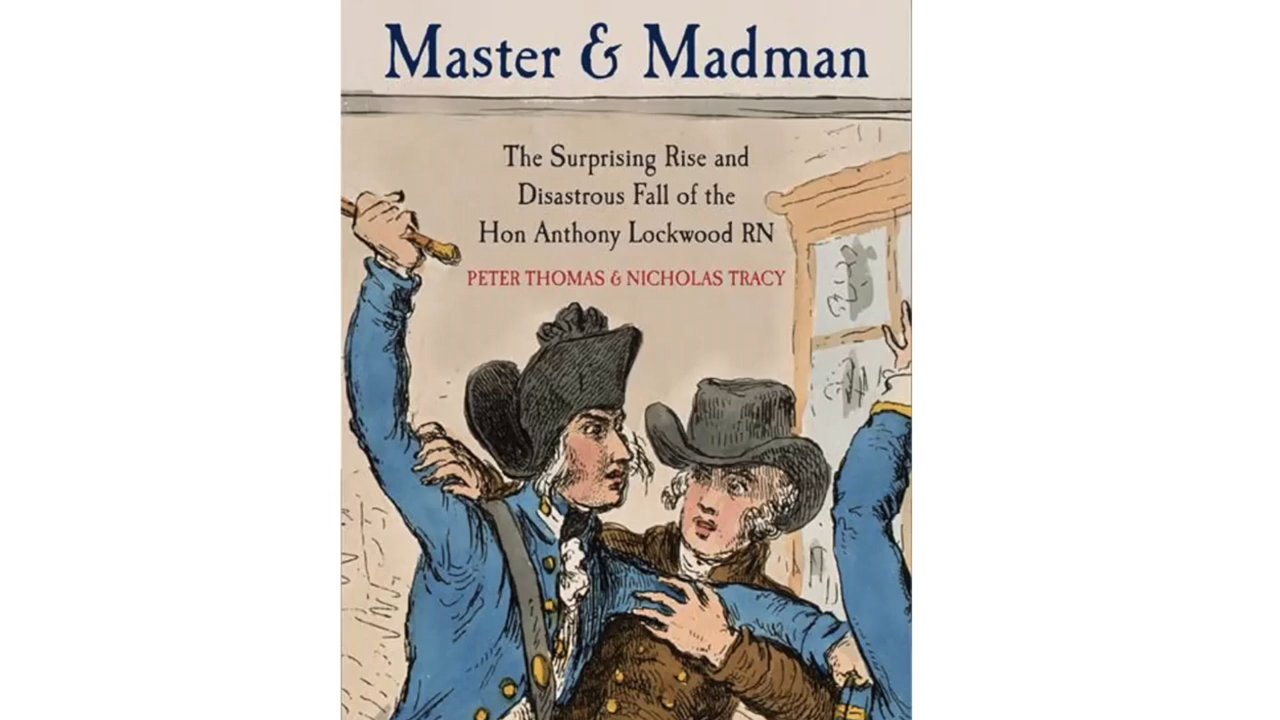 Master & Madman
The Surprising Rise and
Disastrous Fall of the
Hon Anthony Lockwood RN
PETER THOMAS & NICHOLAS TRACY